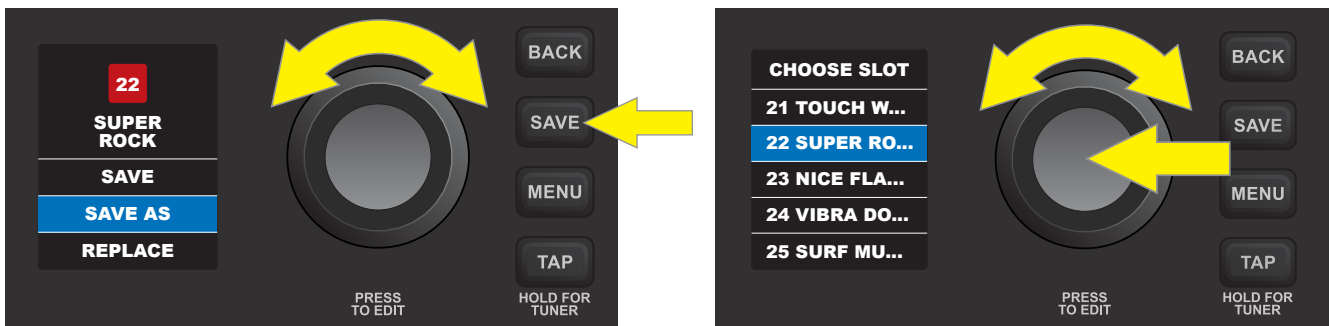 22
SUPER
ROCK
SAVE
SAVE AS
REPLACE
PRESS
TO EDIT
BACK
SAVE
MENU
TAP
HOLD FOR
TUNER
CHOOSE SLOT
21 TOUCH W...
22 SUPER RO...
23 NICE FLA...
24 VIBRA DO...
25 SURF MU...
PRESS
TO EDIT
BACK
SAVE
MENU
TAP
HOLD FOR
TUNER